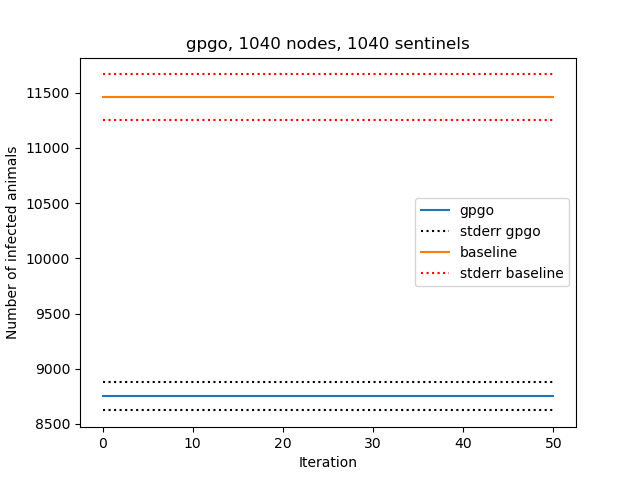 gpgo, 1040 nodes, 1040 sentinels
Number of infected animals
11500
11000
10500
10000
9500
9000
8500
gpgo
stderr gpgo
baseline
stderr baseline
0 10 20 30 40 50
Iteration